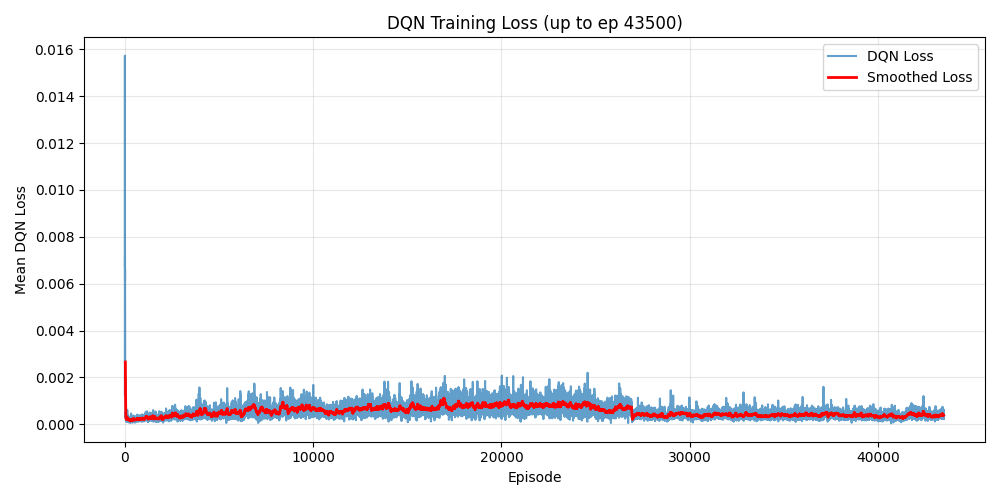 DQN Training Loss (up to ep 43500)
DQN Loss
Smoothed Loss
Mean DQN Loss
0.016
0.014
0.012
0.010
0.008
0.006
0.004
0.002
0.000
0 10000 20000 30000 40000
Episode